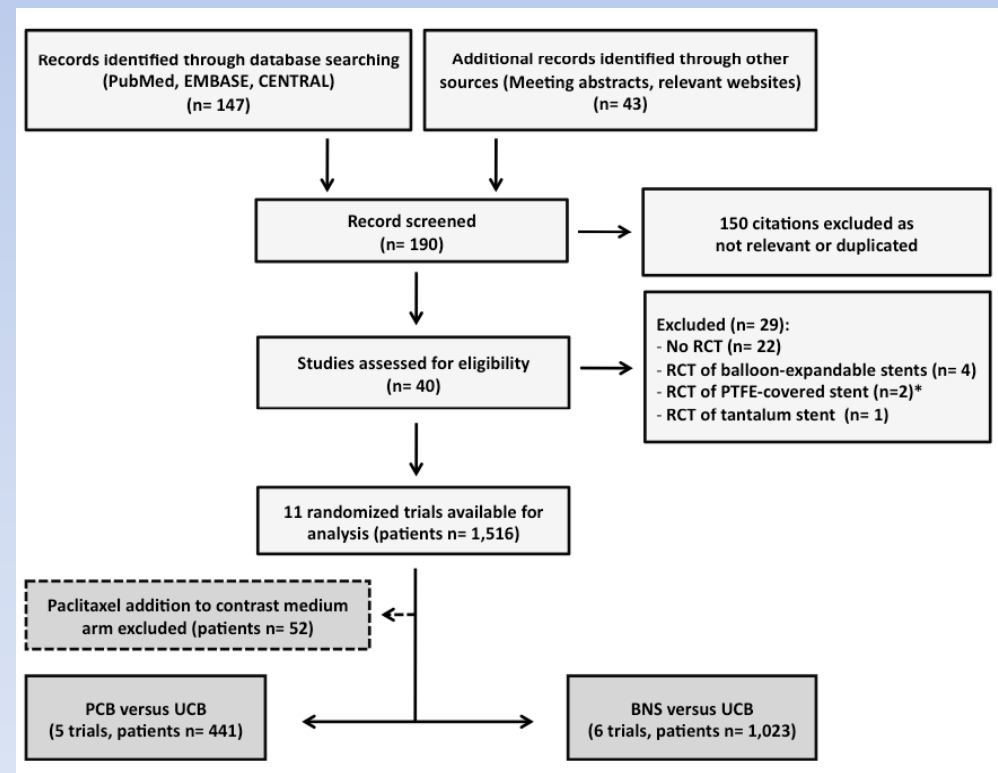 Records identified through database searching
(PubMed, EMBASE, CENTRAL)
(n= 147)
Additional records identified through other
sources (Meeting abstracts, relevant websites)
(n= 43)
Record screened
(n= 190)
150 citations excluded as
not relevant or duplicated
Studies assessed for eligibility
(n= 40)
Excluded (n= 29):
- No RCT (n= 22)
- RCT of balloon-expandable stents (n= 4)
- RCT of PTFE-covered stent (n=2)*
- RCT of tantalum stent (n= 1)
11 randomized trials available for
analysis (patients n= 1,516)
Paclitaxel addition to contrast medium
arm excluded (patients n= 52)
PCB versus UCB
(5 trials, patients n= 441)
BNS versus UCB
(6 trials, patients n= 1,023)